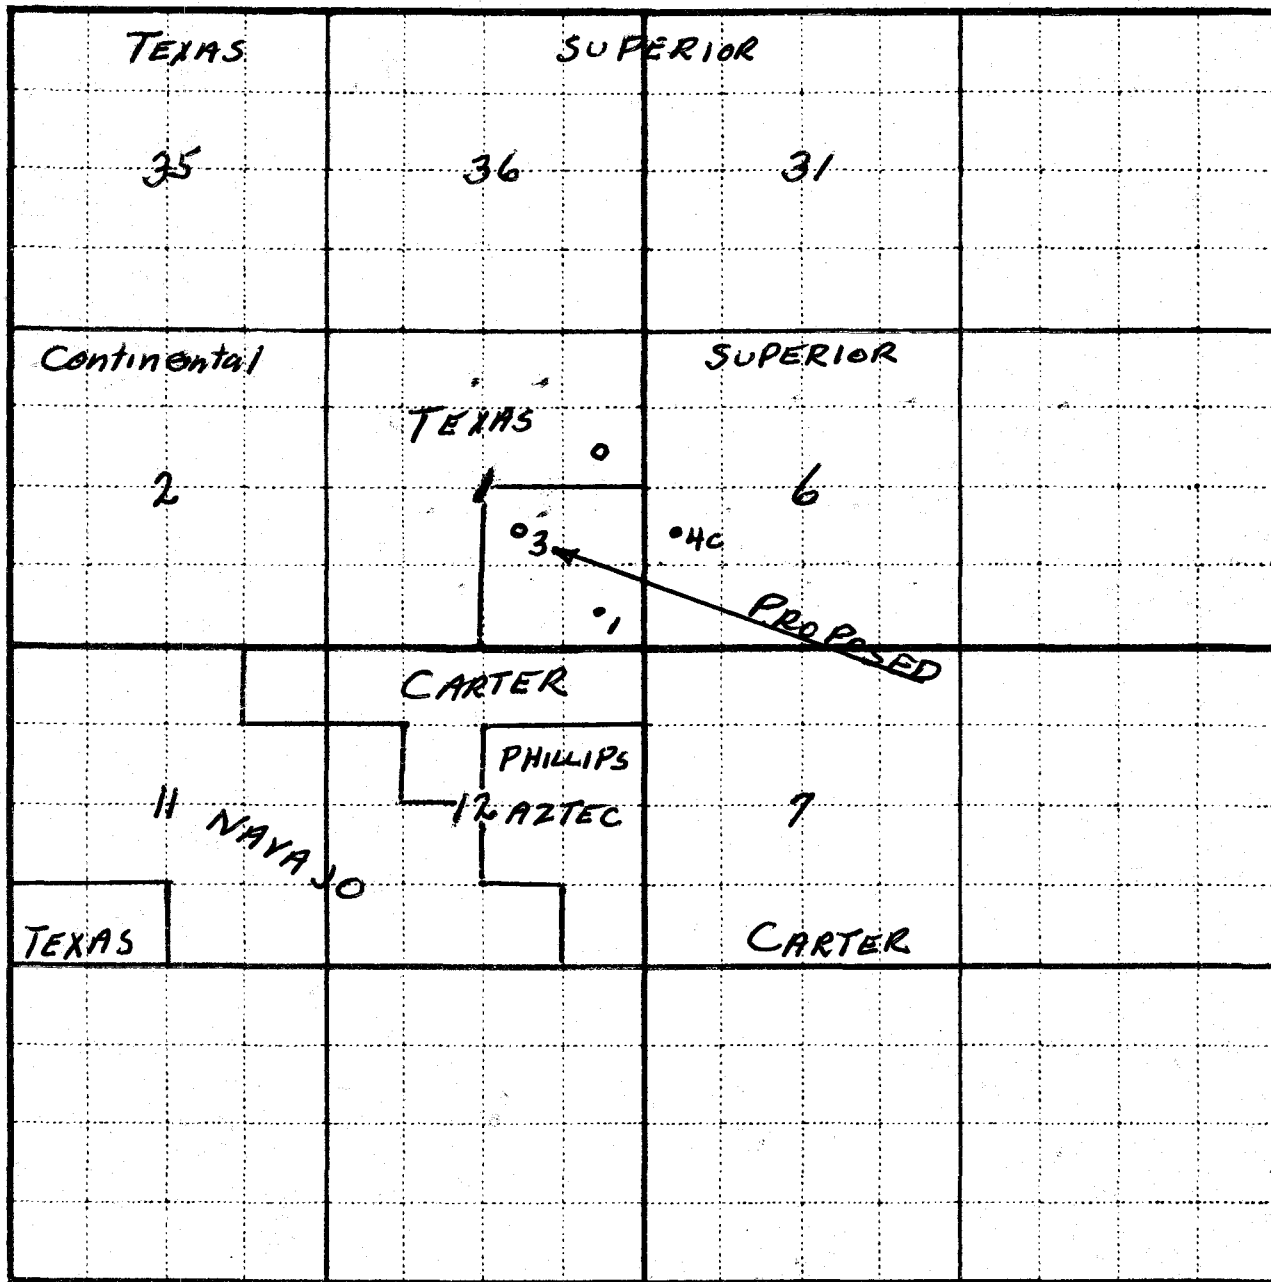 TEXAS SUPERIOR
35 36 31
Continental SUPERIOR
TEXAS
2 1 6
3 4c
PROPOSED
1
CARTER
PHILLIPS
11 12 AZTEC 7
NAVAJO
TEXAS CARTER